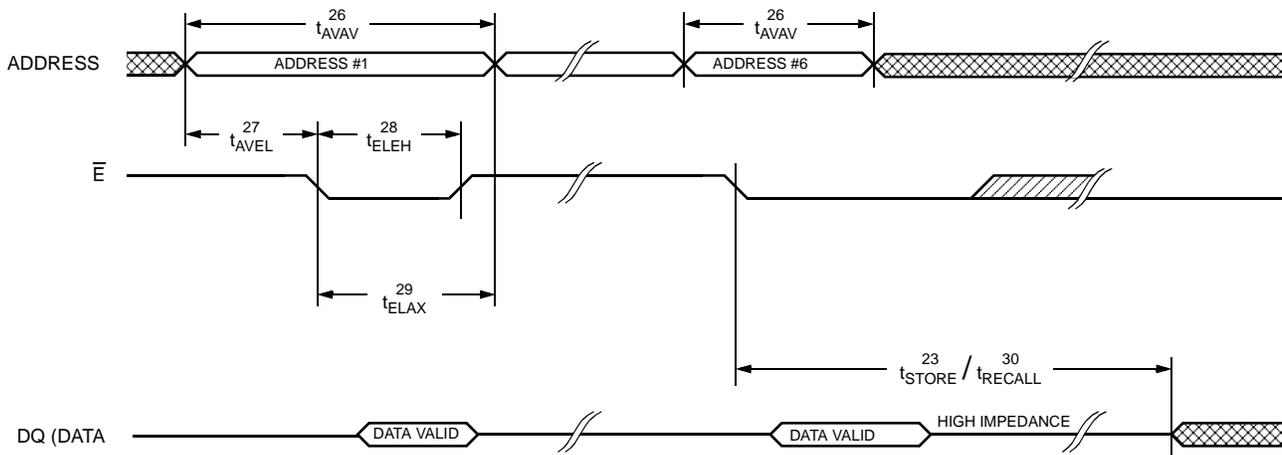 26
tAVAV
26
tAVAV
ADDRESS
ADDRESS #1
ADDRESS #6
27
tAVEL
28
tELEH
E̅
29
tELAX
23 30
tSTORE / tRECALL
DQ (DATA
DATA VALID
DATA VALID
HIGH IMPEDANCE